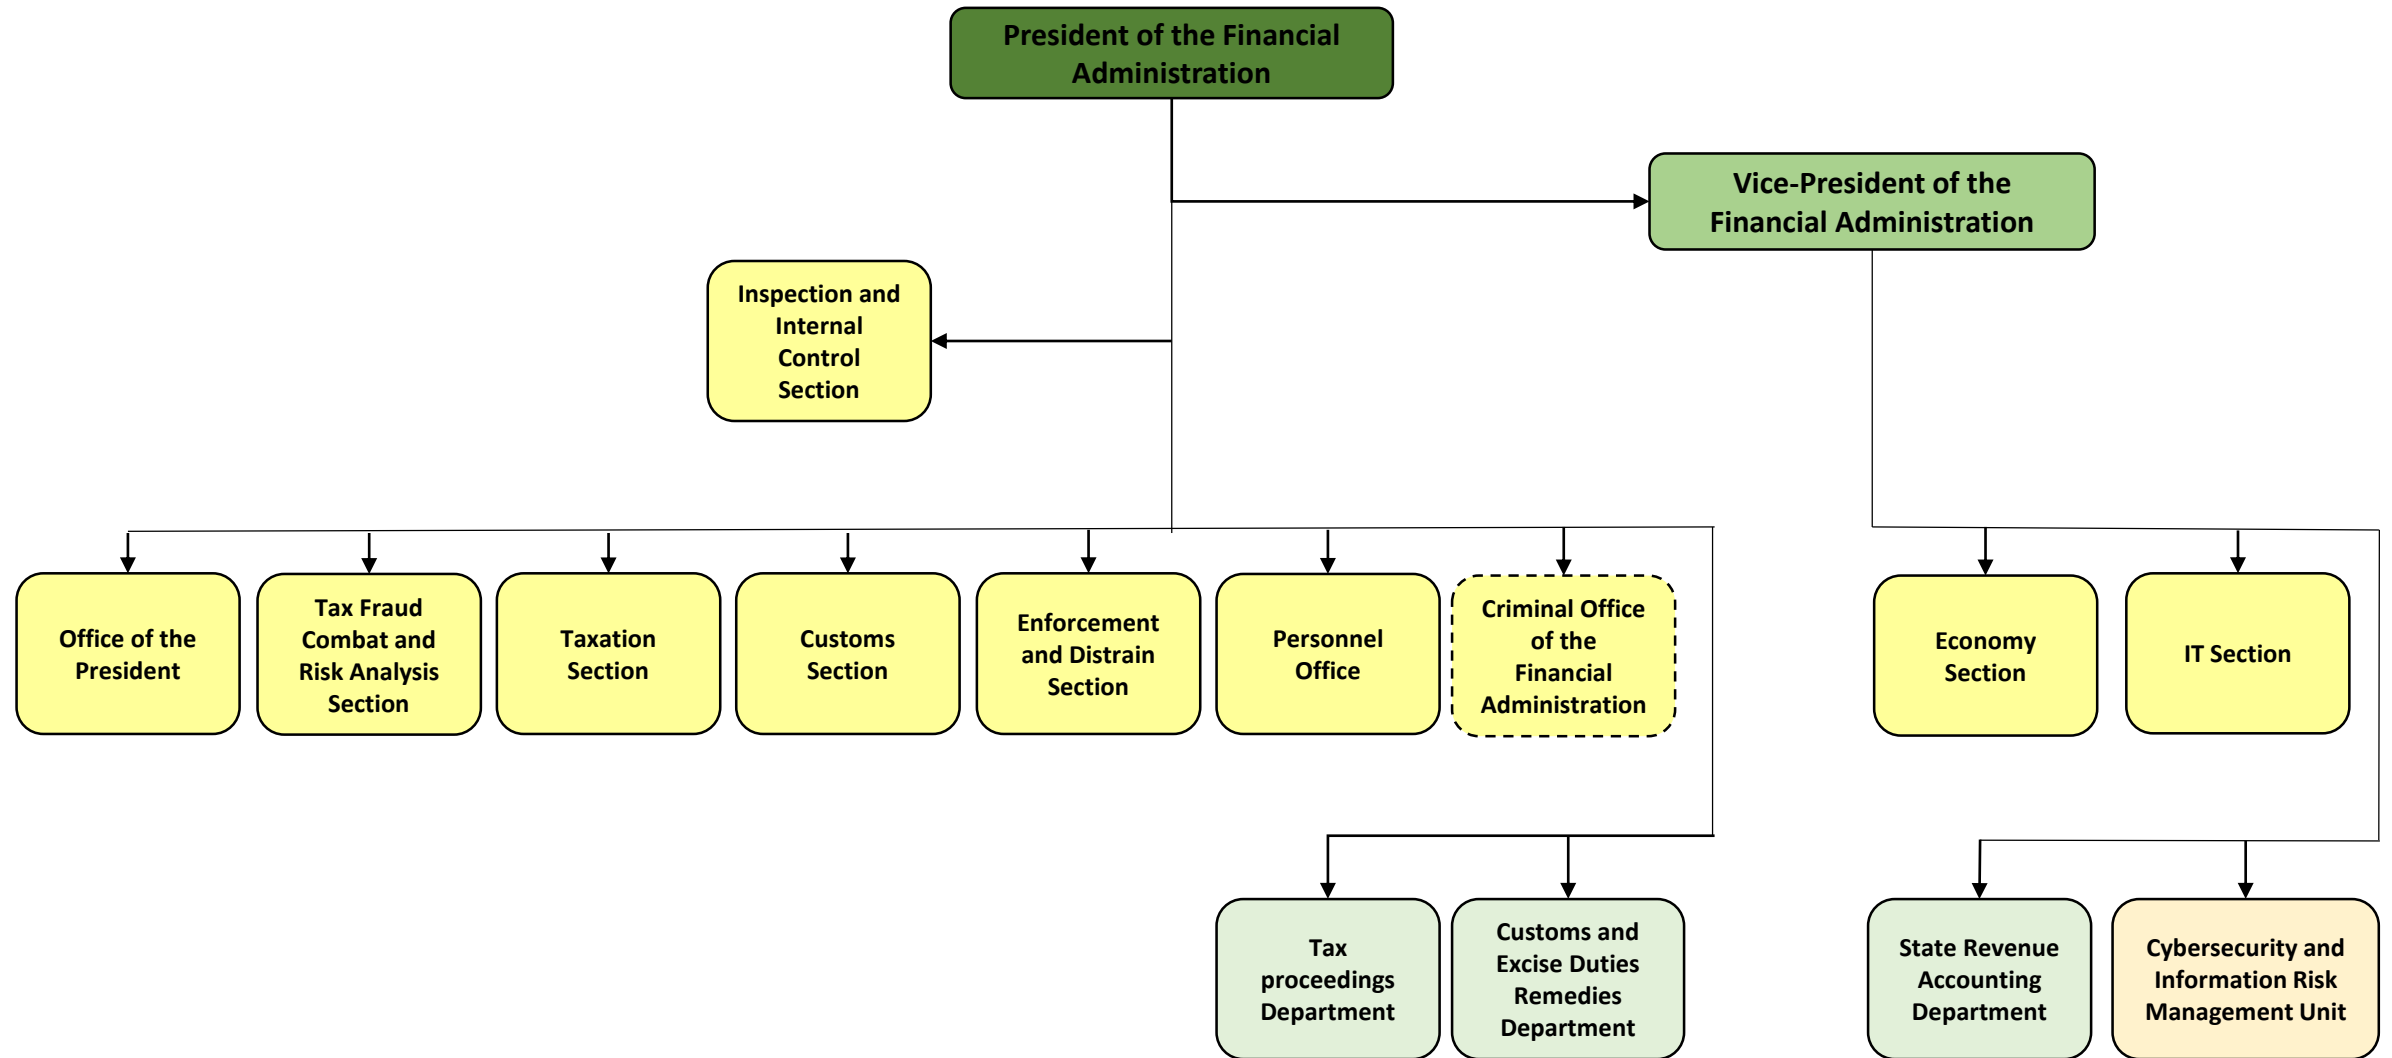 President of the Financial
Administration
Vice-President of the
Financial Administration
Inspection and
Internal
Control
Section
Office of the
President
Tax Fraud
Combat and
Risk Analysis
Section
Taxation
Section
Customs
Section
Enforcement
and Distrain
Section
Personnel
Office
Criminal Office
of the
Financial
Administration
Economy
Section
IT Section
Tax
proceedings
Department
Customs and
Excise Duties
Remedies
Department
State Revenue
Accounting
Department
Cybersecurity and
Information Risk
Management Unit